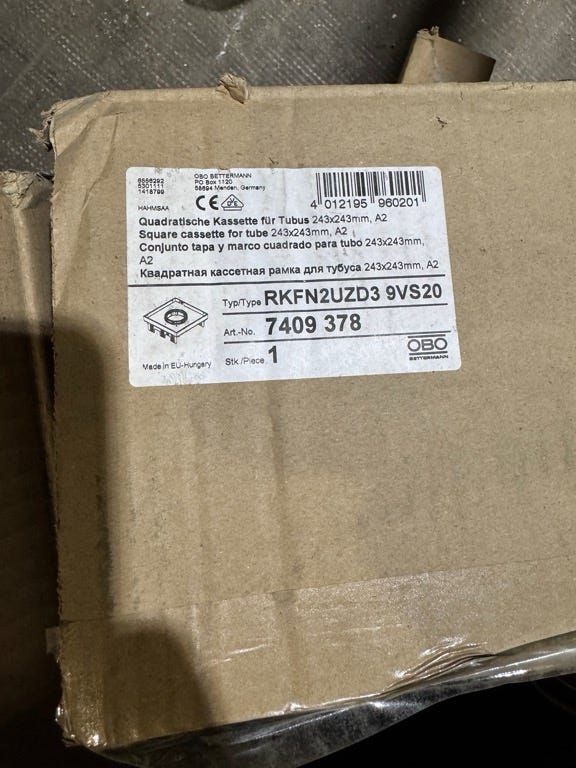 6556292
5301111
1418799
HAHMSAA
OBO BETTERMANN
PO Box 1120
58694 Menden, Germany
CE
4 012195 960201
Quadratische Kassette für Tubus 243x243mm, A2
Square cassette for tube 243x243mm, A2
Conjunto tapa y marco cuadrado para tubo 243x243mm,
A2
Квадратная кассетная рамка для тубуса 243x243mm, A2
Typ/Type RKFN2UZD3 9VS20
Art.-No. 7409 378
Stk./Piece 1
Made in EU-Hungary
OBO
BETTERMANN